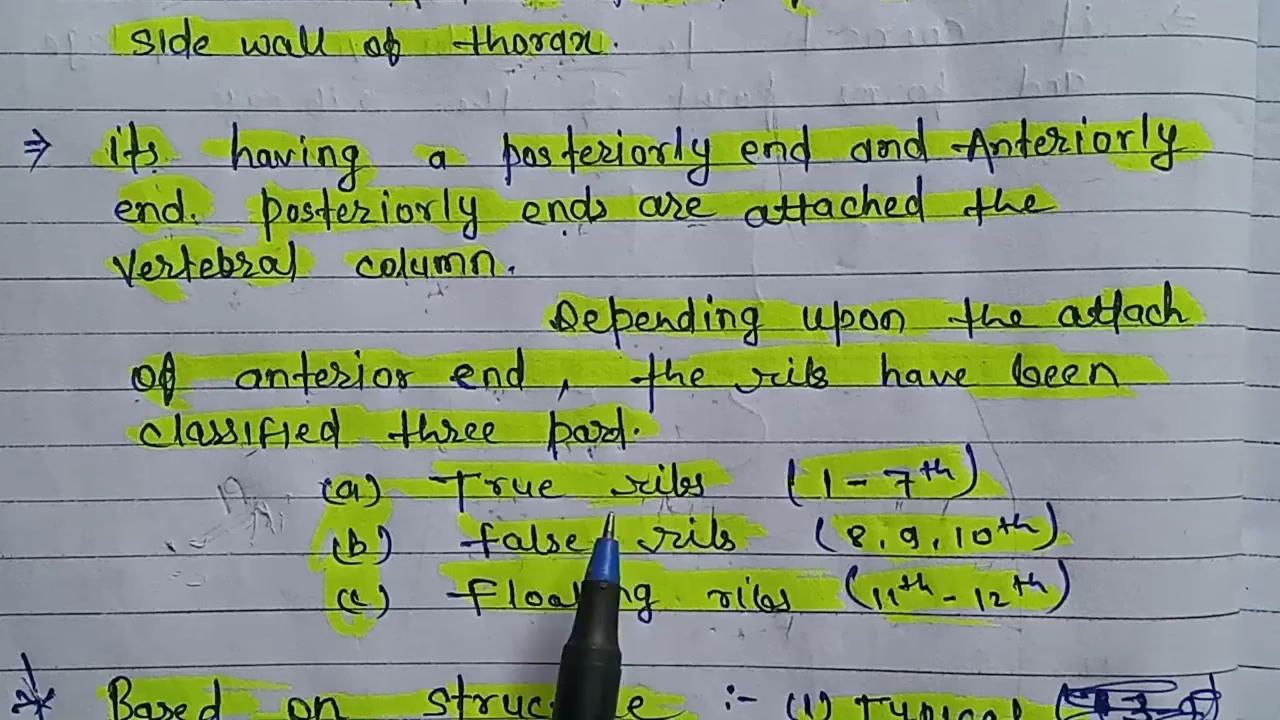 side wall of thorax.
⇒ its having a posteriorly end and Anteriorly
end. posteriorly ends are attached the
vertebral column.
Depending upon the attach
of anterior end, the ribs have been
classified three part.
(a) True ribs (1-7th)
(b) false ribs (8,9,10th)
(c) Floating ribs (11th-12th)
* Based on :- (1) Typical